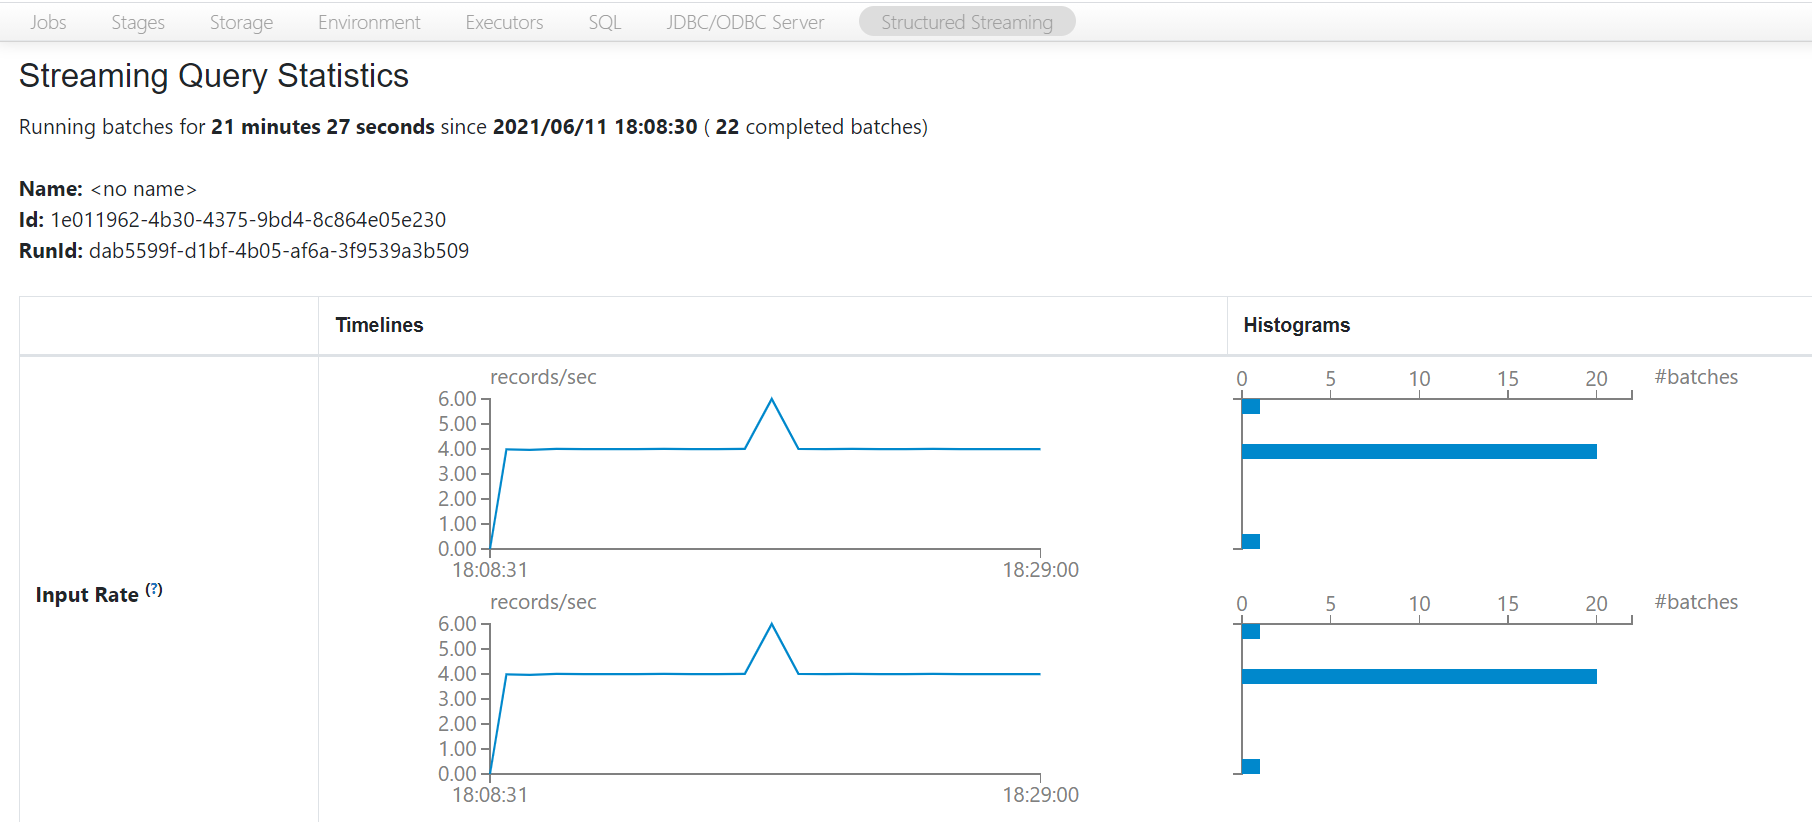 Jobs Stages Storage Environment Executors SQL JDBC/ODBC Server Structured Streaming
Streaming Query Statistics
Running batches for 21 minutes 27 seconds since 2021/06/11 18:08:30 ( 22 completed batches)
Name: <no name>
Id: 1e011962-4b30-4375-9bd4-8c864e05e230
RunId: dab5599f-d1bf-4b05-af6a-3f9539a3b509
Timelines Histograms
records/sec 0 5 10 15 20 #batches
6.00
5.00
4.00
3.00
2.00
1.00
0.00
18:08:31 18:29:00
Input Rate (?)
records/sec 0 5 10 15 20 #batches
6.00
5.00
4.00
3.00
2.00
1.00
0.00
18:08:31 18:29:00